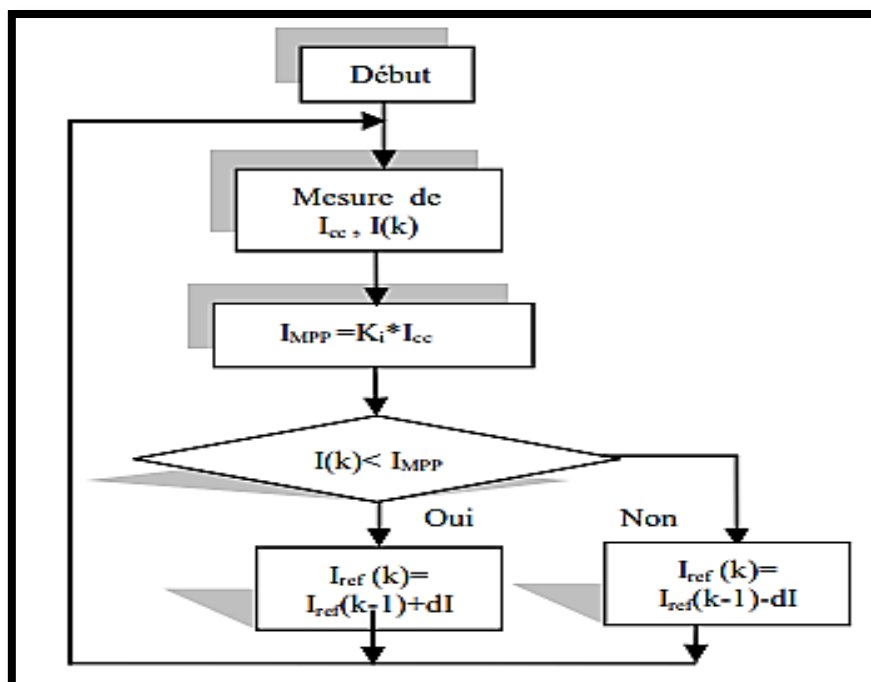 Début
Mesure de
Icc , I(k)
IMPP =Ki*Icc
I(k)< IMPP
Oui
Non
Iref (k)=
Iref(k-1)+dI
Iref (k)=
Iref(k-1)-dI